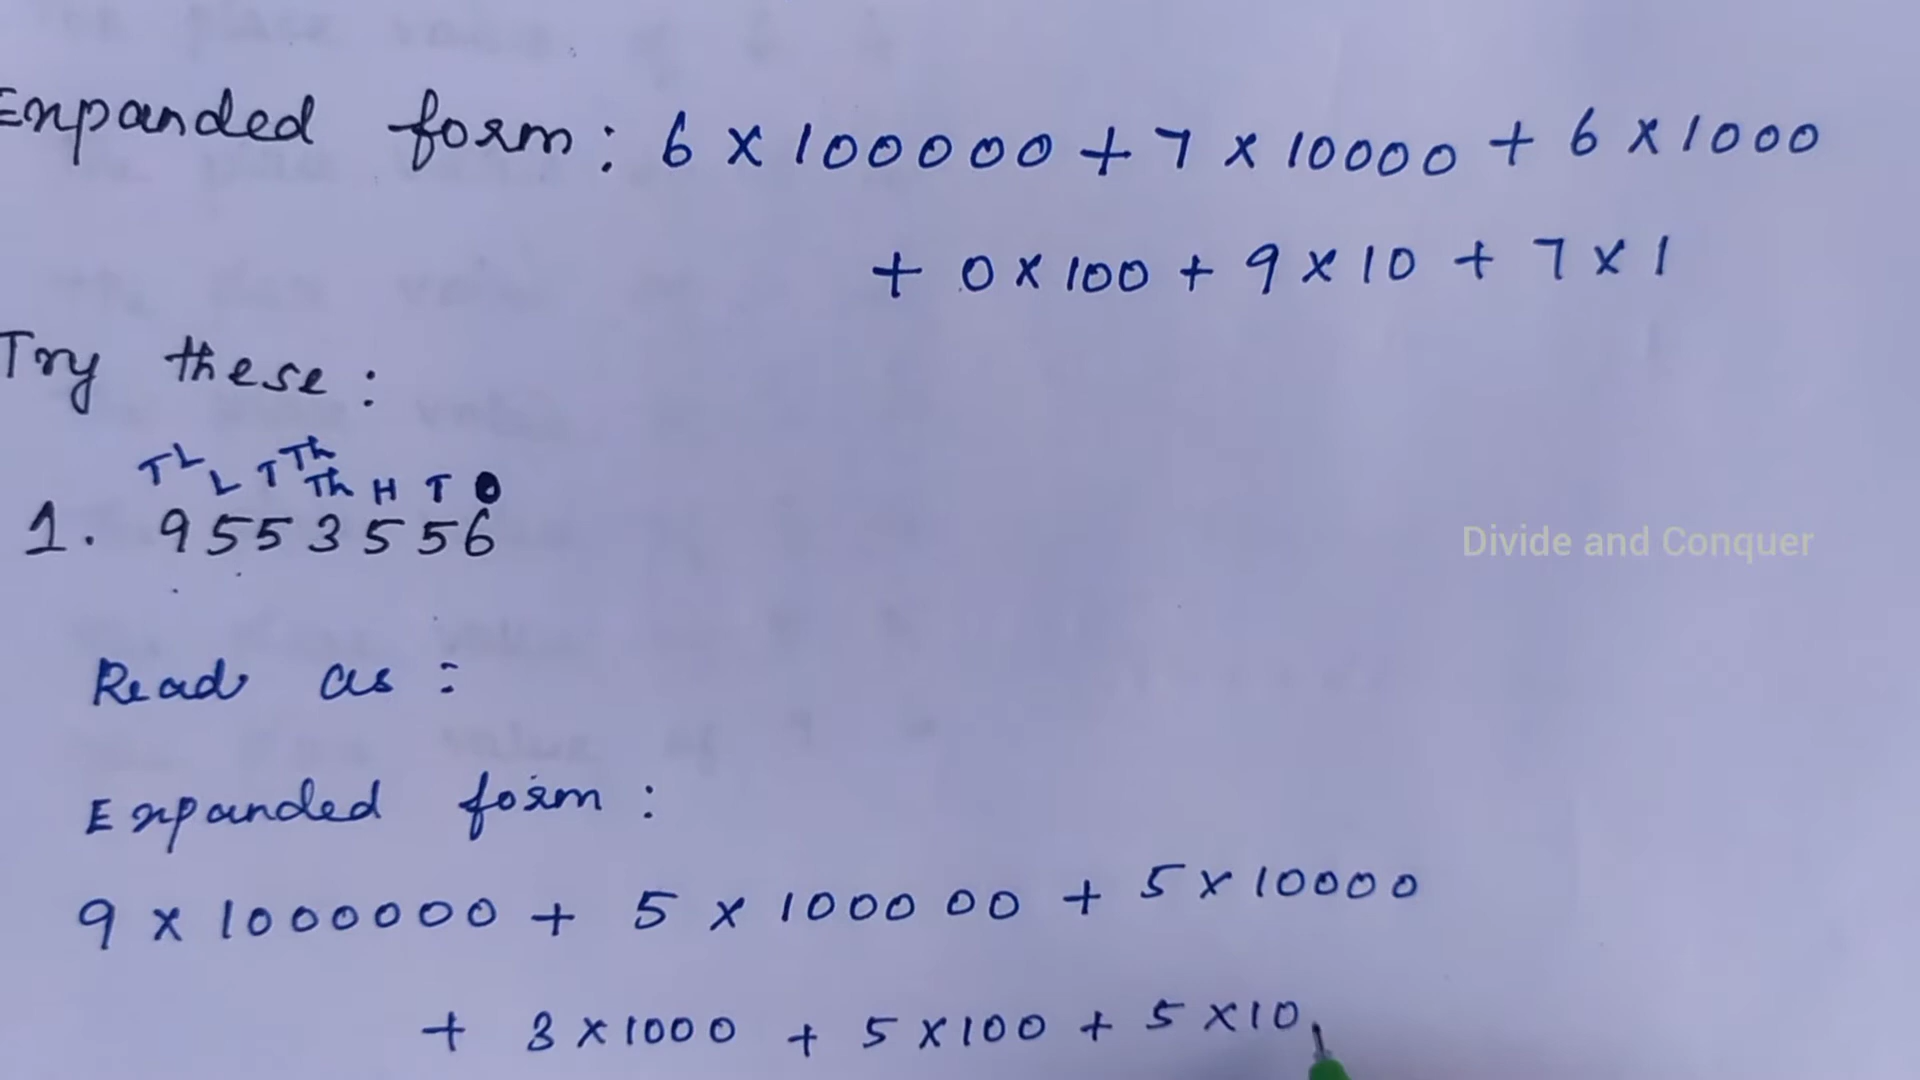 Expanded form: 6 × 100000 + 7 × 10000 + 6 × 1000
+ 0 × 100 + 9 × 10 + 7 × 1
Try these:
TL L T Th Th H T O
1. 9553556
Divide and Conquer
Read as:
Expanded form:
9 × 1000000 + 5 × 100000 + 5 × 10000
+ 3 × 1000 + 5 × 100 + 5 × 10